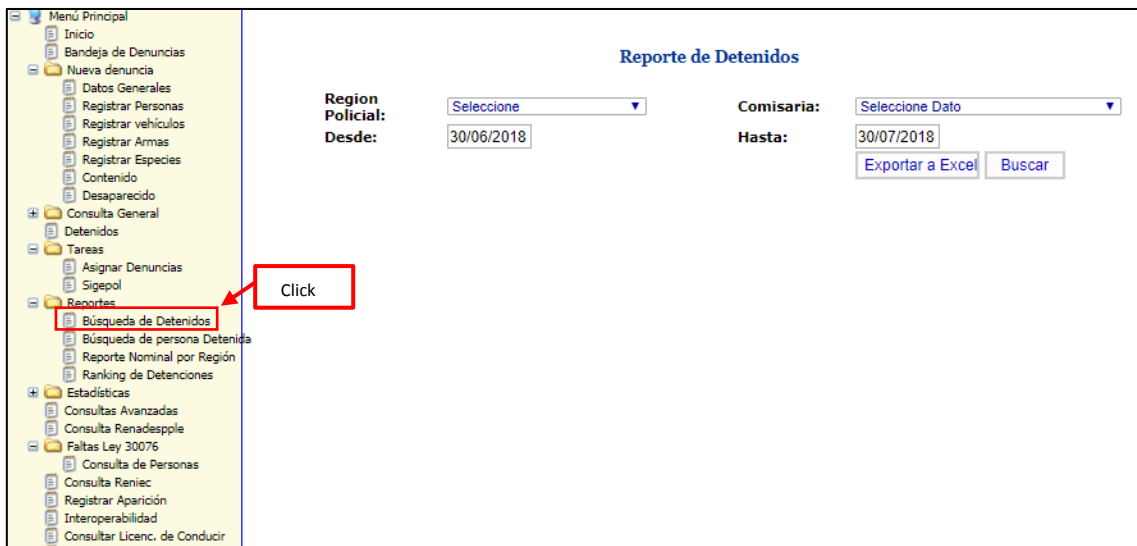 Menú Principal
Inicio
Bandeja de Denuncias
Nueva denuncia
Datos Generales
Registrar Personas
Registrar vehículos
Registrar Armas
Registrar Especies
Contenido
Desaparecido
Consulta General
Detenidos
Tareas
Asignar Denuncias
Sigepol
Reportes
Búsqueda de Detenidos
Búsqueda de persona Detenida
Reporte Nominal por Región
Ranking de Detenciones
Estadísticas
Consultas Avanzadas
Consulta Renadespple
Faltas Ley 30076
Consulta de Personas
Consulta Reniec
Registrar Aparición
Interoperabilidad
Consultar Licenc. de Conducir
Click
Reporte de Detenidos
Region Policial: Seleccione Comisaria: Seleccione Dato
Desde: 30/06/2018 Hasta: 30/07/2018
Exportar a Excel Buscar